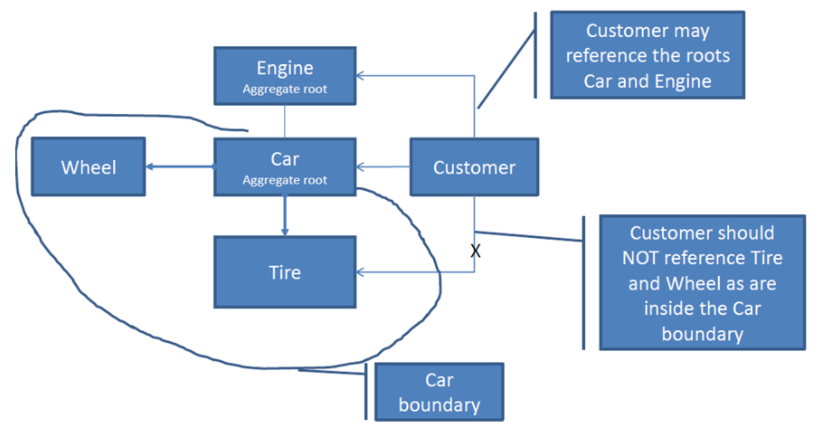 Customer may
reference the roots
Car and Engine
Engine
Aggregate root
Wheel
Car
Aggregate root
Customer
Tire
X
Customer should
NOT reference Tire
and Wheel as are
inside the Car
boundary
Car
boundary